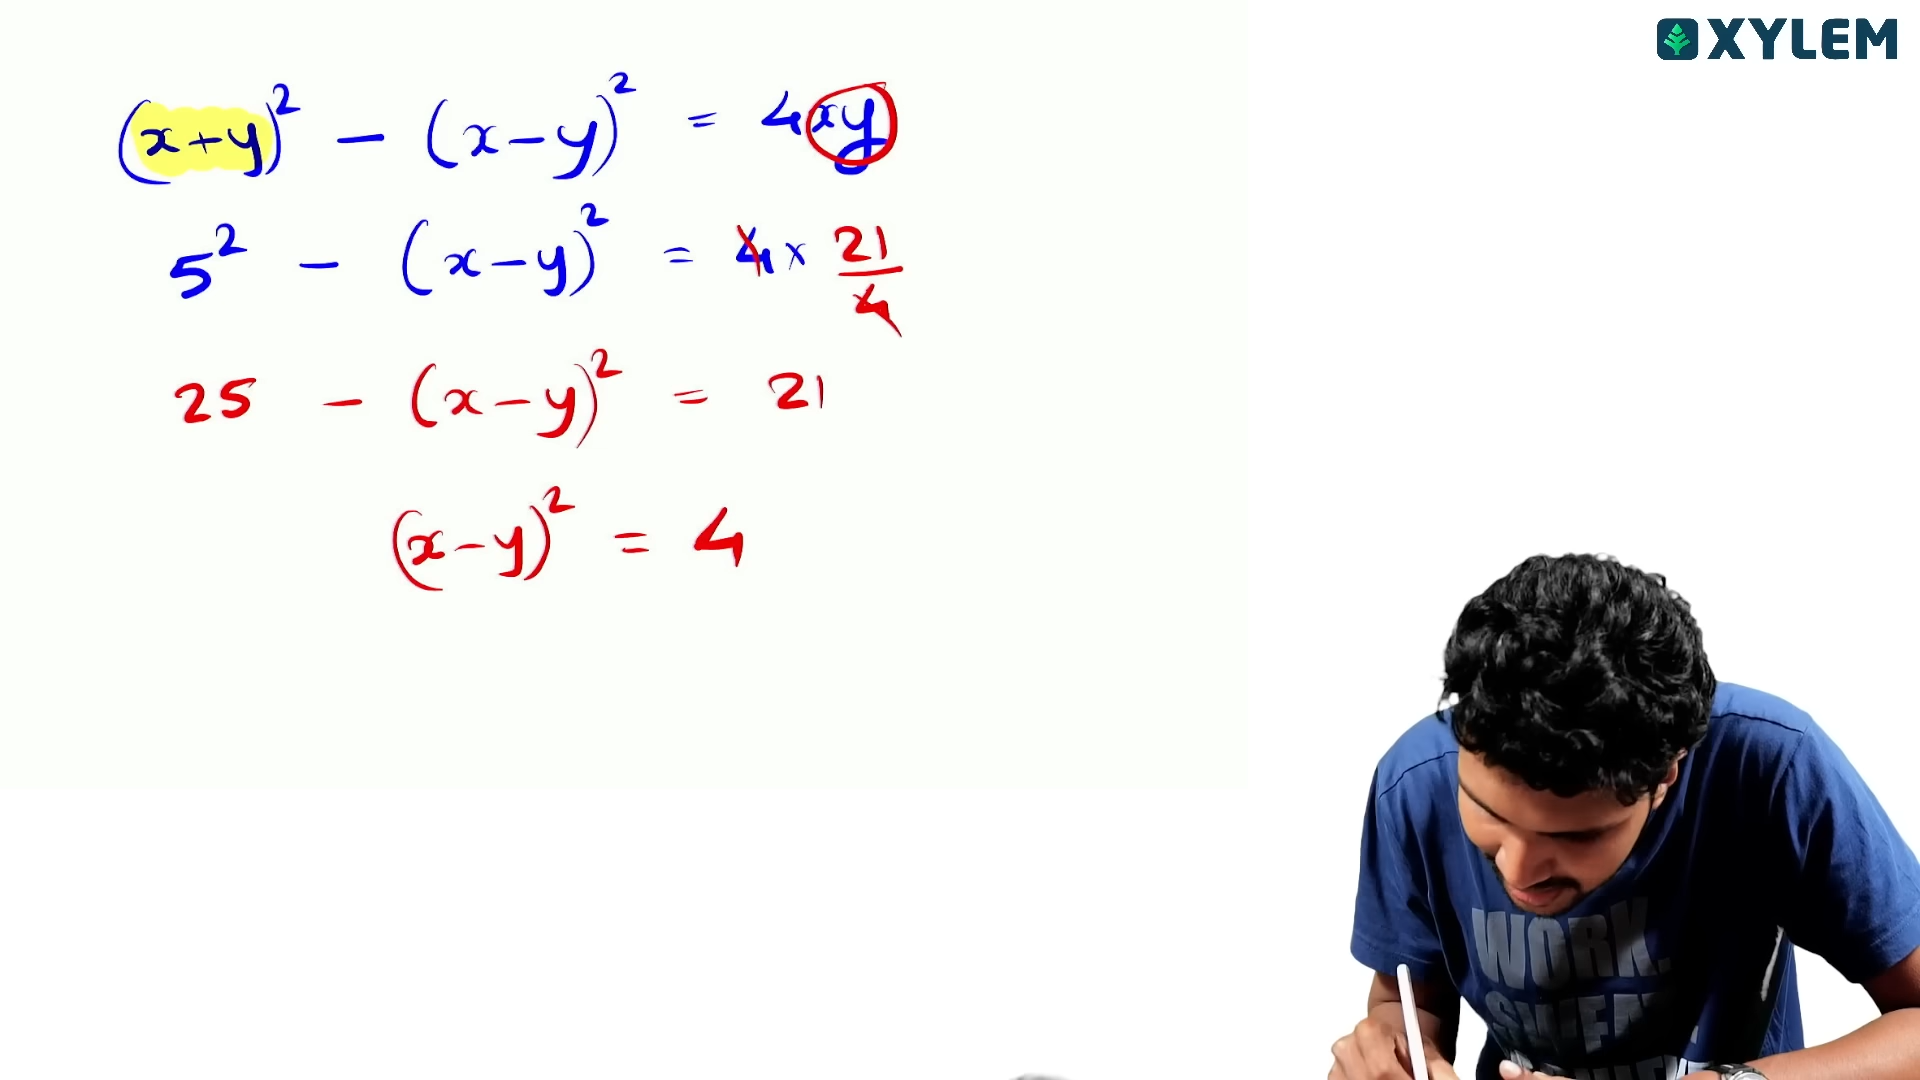 XYLEM
(x+y)² - (x-y)² = 4xy
5² - (x-y)² = 4 × 21/4
25 - (x-y)² = 21
(x-y)² = 4
WORK.